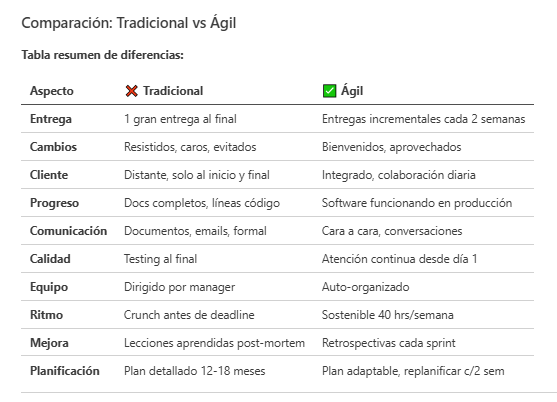 Comparación: Tradicional vs Ágil
Tabla resumen de diferencias:
Aspecto ❌ Tradicional ✅ Ágil
Entrega 1 gran entrega al final Entregas incrementales cada 2 semanas
Cambios Resistidos, caros, evitados Bienvenidos, aprovechados
Cliente Distante, solo al inicio y final Integrado, colaboración diaria
Progreso Docs completos, líneas código Software funcionando en producción
Comunicación Documentos, emails, formal Cara a cara, conversaciones
Calidad Testing al final Atención continua desde día 1
Equipo Dirigido por manager Auto-organizado
Ritmo Crunch antes de deadline Sostenible 40 hrs/semana
Mejora Lecciones aprendidas post-mortem Retrospectivas cada sprint
Planificación Plan detallado 12-18 meses Plan adaptable, replanificar c/2 sem